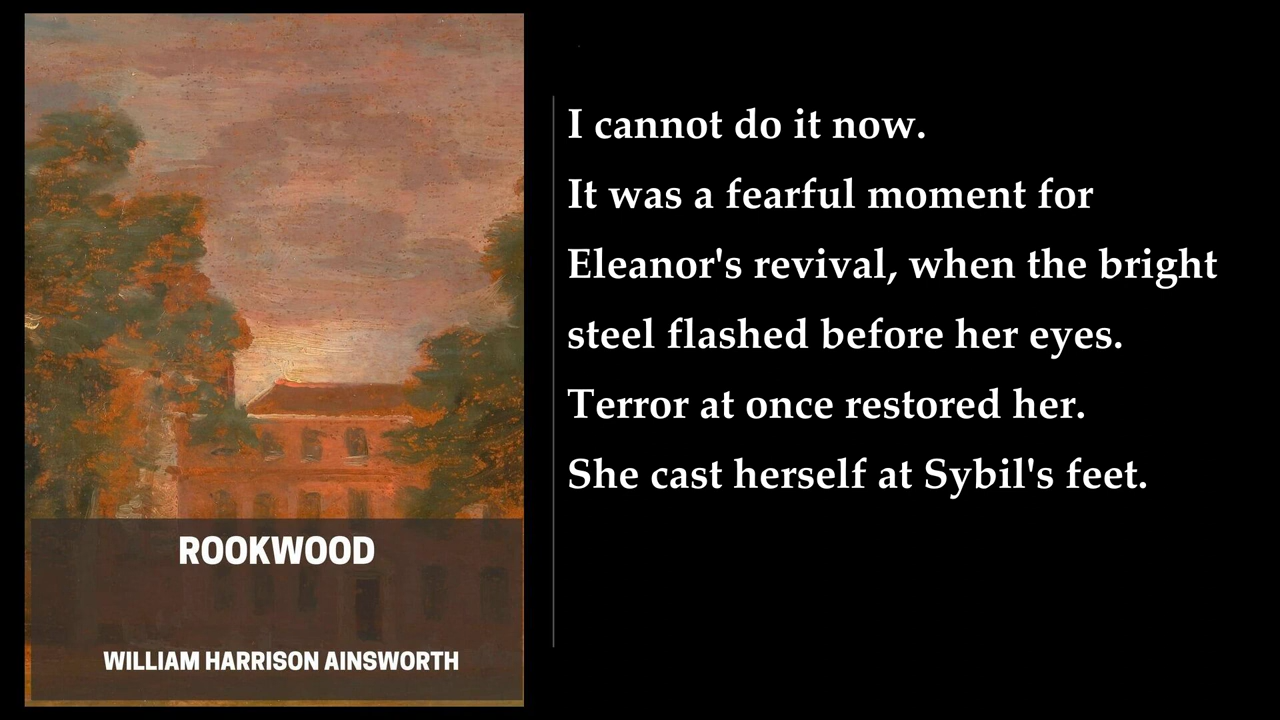 ROOKWOOD
WILLIAM HARRISON AINSWORTH
I cannot do it now.
It was a fearful moment for
Eleanor's revival, when the bright
steel flashed before her eyes.
Terror at once restored her.
She cast herself at Sybil's feet.